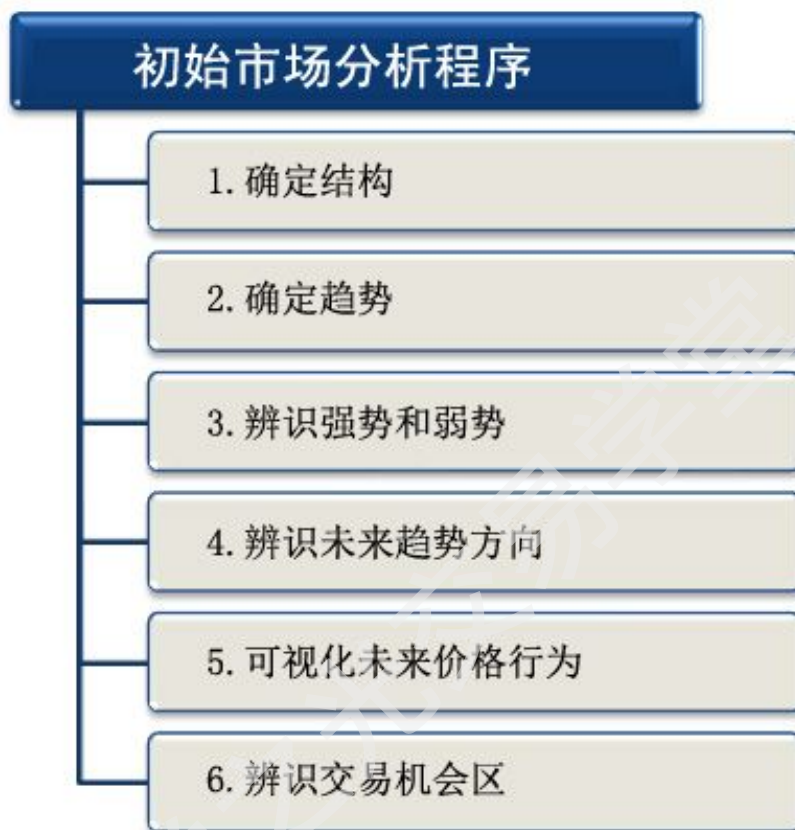 初始市场分析程序
1.确定结构
2.确定趋势
3.辨识强势和弱势
4.辨识未来趋势方向
5.可视化未来价格行为
6.辨识交易机会区